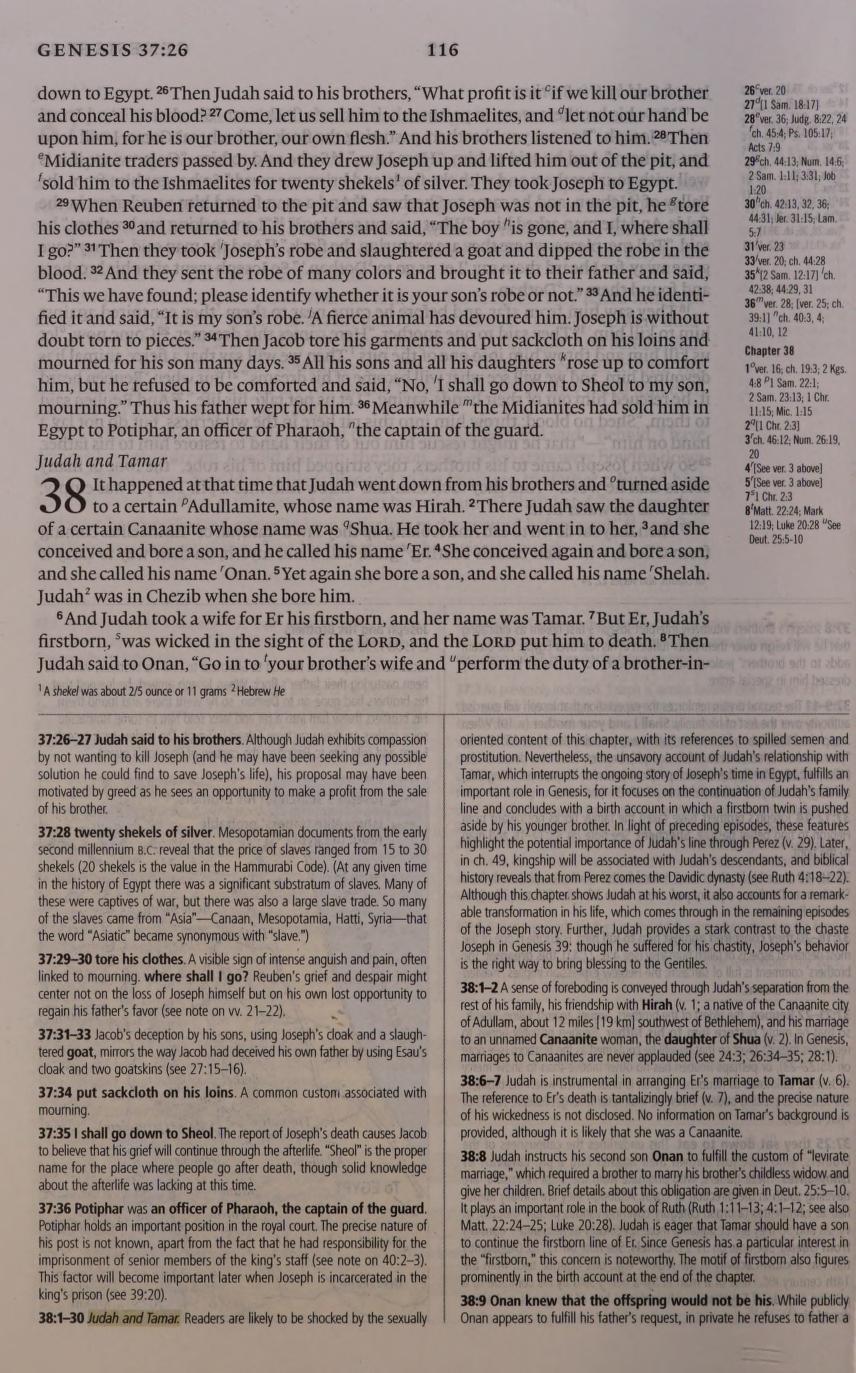 GENESIS 37:26
116
down to Egypt. 26 Then Judah said to his brothers, “What profit is it c if we kill our brother
and conceal his blood? 27 Come, let us sell him to the Ishmaelites, and d let not our hand be
upon him, for he is our brother, our own flesh.” And his brothers listened to him. 28 Then
e Midianite traders passed by. And they drew Joseph up and lifted him out of the pit, and
f sold him to the Ishmaelites for twenty shekels 1 of silver. They took Joseph to Egypt.
29 When Reuben returned to the pit and saw that Joseph was not in the pit, he g tore
his clothes 30 and returned to his brothers and said, “The boy h is gone, and I, where shall
I go?” 31 Then they took i Joseph’s robe and slaughtered a goat and dipped the robe in the
blood. 32 And they sent the robe of many colors and brought it to their father and said,
“This we have found; please identify whether it is your son’s robe or not.” 33 And he identi-
fied it and said, “It is my son’s robe. j A fierce animal has devoured him. Joseph is without
doubt torn to pieces.” 34 Then Jacob tore his garments and put sackcloth on his loins and
mourned for his son many days. 35 All his sons and all his daughters k rose up to comfort
him, but he refused to be comforted and said, “No, l I shall go down to Sheol to my son,
mourning.” Thus his father wept for him. 36 Meanwhile m the Midianites had sold him in
Egypt to Potiphar, an officer of Pharaoh, n the captain of the guard.
Judah and Tamar
38 It happened at that time that Judah went down from his brothers and o turned aside
to a certain p Adullamite, whose name was Hirah. 2 There Judah saw the daughter
of a certain Canaanite whose name was q Shua. He took her and went in to her, 3 and she
conceived and bore a son, and he called his name r Er. 4 She conceived again and bore a son,
and she called his name r Onan. 5 Yet again she bore a son, and she called his name r Shelah.
Judah 2 was in Chezib when she bore him.
6 And Judah took a wife for Er his firstborn, and her name was Tamar. 7 But Er, Judah’s
firstborn, s was wicked in the sight of the LORD, and the LORD put him to death. 8 Then
Judah said to Onan, “Go in to t your brother’s wife and u perform the duty of a brother-in-
1 A shekel was about 2/5 ounce or 11 grams 2 Hebrew He
26 c ver. 20
27 d [1 Sam. 18:17]
28 e ver. 36; Judg. 8:22, 24
f ch. 45:4; Ps. 105:17;
Acts 7:9
29 g ch. 44:13; Num. 14:6;
2 Sam. 1:11; 3:31; Job
1:20
30 h ch. 42:13, 32, 36;
44:31; Jer. 31:15; Lam.
5:7
31 i ver. 23
33 j ver. 20; ch. 44:28
35 k [2 Sam. 12:17] l ch.
42:38; 44:29, 31
36 m ver. 28; [ver. 25; ch.
39:1] n ch. 40:3, 4;
41:10, 12
Chapter 38
1 o ver. 16; ch. 19:3; 2 Kgs.
4:8 p 1 Sam. 22:1;
2 Sam. 23:13; 1 Chr.
11:15; Mic. 1:15
2 q [1 Chr. 2:3]
3 r ch. 46:12; Num. 26:19,
20
4 r [See ver. 3 above]
5 r [See ver. 3 above]
7 s 1 Chr. 2:3
8 t Matt. 22:24; Mark
12:19; Luke 20:28 u See
Deut. 25:5-10
37:26–27 Judah said to his brothers. Although Judah exhibits compassion
by not wanting to kill Joseph (and he may have been seeking any possible
solution he could find to save Joseph’s life), his proposal may have been
motivated by greed as he sees an opportunity to make a profit from the sale
of his brother.
37:28 twenty shekels of silver. Mesopotamian documents from the early
second millennium B.C. reveal that the price of slaves ranged from 15 to 30
shekels (20 shekels is the value in the Hammurabi Code). (At any given time
in the history of Egypt there was a significant substratum of slaves. Many of
these were captives of war, but there was also a large slave trade. So many
of the slaves came from “Asia”—Canaan, Mesopotamia, Hatti, Syria—that
the word “Asiatic” became synonymous with “slave.”)
37:29–30 tore his clothes. A visible sign of intense anguish and pain, often
linked to mourning. where shall I go? Reuben’s grief and despair might
center not on the loss of Joseph himself but on his own lost opportunity to
regain his father’s favor (see note on vv. 21–22).
37:31–33 Jacob’s deception by his sons, using Joseph’s cloak and a slaugh-
tered goat, mirrors the way Jacob had deceived his own father by using Esau’s
cloak and two goatskins (see 27:15–16).
37:34 put sackcloth on his loins. A common custom associated with
mourning.
37:35 I shall go down to Sheol. The report of Joseph’s death causes Jacob
to believe that his grief will continue through the afterlife. “Sheol” is the proper
name for the place where people go after death, though solid knowledge
about the afterlife was lacking at this time.
37:36 Potiphar was an officer of Pharaoh, the captain of the guard.
Potiphar holds an important position in the royal court. The precise nature of
his post is not known, apart from the fact that he had responsibility for the
imprisonment of senior members of the king’s staff (see note on 40:2–3).
This factor will become important later when Joseph is incarcerated in the
king’s prison (see 39:20).
38:1–30 Judah and Tamar. Readers are likely to be shocked by the sexually
oriented content of this chapter, with its references to spilled semen and
prostitution. Nevertheless, the unsavory account of Judah’s relationship with
Tamar, which interrupts the ongoing story of Joseph’s time in Egypt, fulfills an
important role in Genesis, for it focuses on the continuation of Judah’s family
line and concludes with a birth account in which a firstborn twin is pushed
aside by his younger brother. In light of preceding episodes, these features
highlight the potential importance of Judah’s line through Perez (v. 29). Later,
in ch. 49, kingship will be associated with Judah’s descendants, and biblical
history reveals that from Perez comes the Davidic dynasty (see Ruth 4:18–22).
Although this chapter shows Judah at his worst, it also accounts for a remark-
able transformation in his life, which comes through in the remaining episodes
of the Joseph story. Further, Judah provides a stark contrast to the chaste
Joseph in Genesis 39: though he suffered for his chastity, Joseph’s behavior
is the right way to bring blessing to the Gentiles.
38:1–2 A sense of foreboding is conveyed through Judah’s separation from the
rest of his family, his friendship with Hirah (v. 1; a native of the Canaanite city
of Adullam, about 12 miles [19 km] southwest of Bethlehem), and his marriage
to an unnamed Canaanite woman, the daughter of Shua (v. 2). In Genesis,
marriages to Canaanites are never applauded (see 24:3; 26:34–35; 28:1).
38:6–7 Judah is instrumental in arranging Er’s marriage to Tamar (v. 6).
The reference to Er’s death is tantalizingly brief (v. 7), and the precise nature
of his wickedness is not disclosed. No information on Tamar’s background is
provided, although it is likely that she was a Canaanite.
38:8 Judah instructs his second son Onan to fulfill the custom of “levirate
marriage,” which required a brother to marry his brother’s childless widow and
give her children. Brief details about this obligation are given in Deut. 25:5–10.
It plays an important role in the book of Ruth (Ruth 1:11–13; 4:1–12; see also
Matt. 22:24–25; Luke 20:28). Judah is eager that Tamar should have a son
to continue the firstborn line of Er. Since Genesis has a particular interest in
the “firstborn,” this concern is noteworthy. The motif of firstborn also figures
prominently in the birth account at the end of the chapter.
38:9 Onan knew that the offspring would not be his. While publicly
Onan appears to fulfill his father’s request, in private he refuses to father a